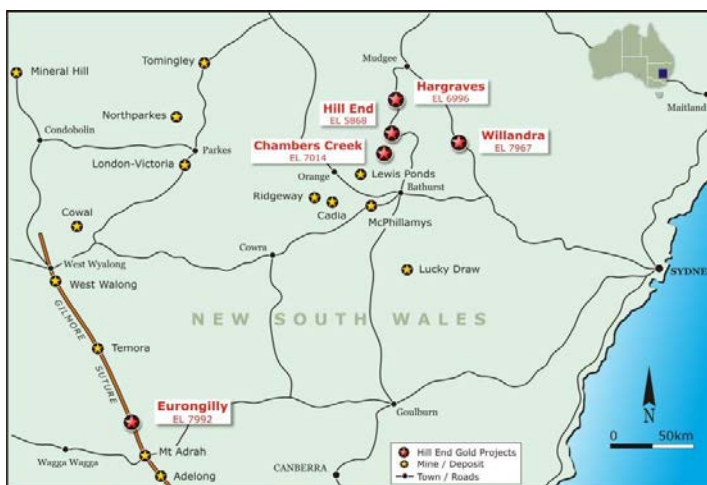 Mineral Hill
Tomingley
Mudgee
Hargraves
EL 6996
Maitland
Northparkes
Hill End
EL 5868
Condobolin
Chambers Creek
EL 7014
Willandra
EL 7967
Parkes
London-Victoria
Orange
Lewis Ponds
Bathurst
Ridgeway
Cadia
McPhillamys
Cowal
Cowra
West Wyalong
West Walong
Lucky Draw
SYDNEY
NEW SOUTH WALES
GILMORE
SUTURE
Temora
Eurongilly
EL 7992
Goulburn
N
Mt Adrah
Wagga Wagga
Adelong
CANBERRA
Hill End Gold Projects
Mine / Deposit
Town / Roads
0 50km